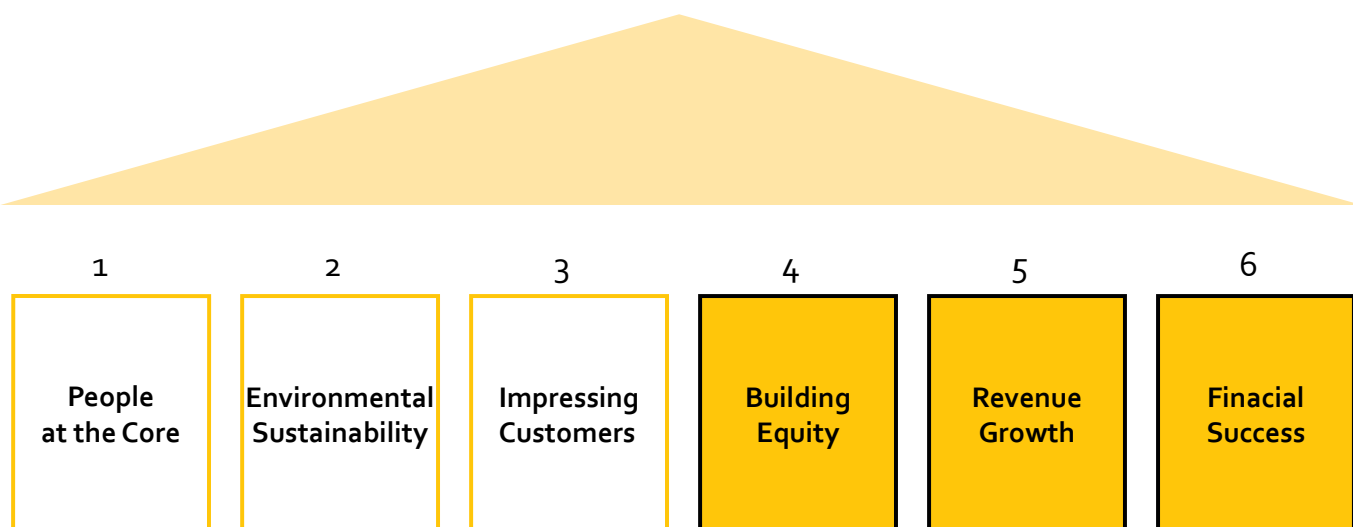 1
2
3
4
5
6
People
at the Core
Environmental
Sustainability
Impressing
Customers
Building
Equity
Revenue
Growth
Finacial
Success